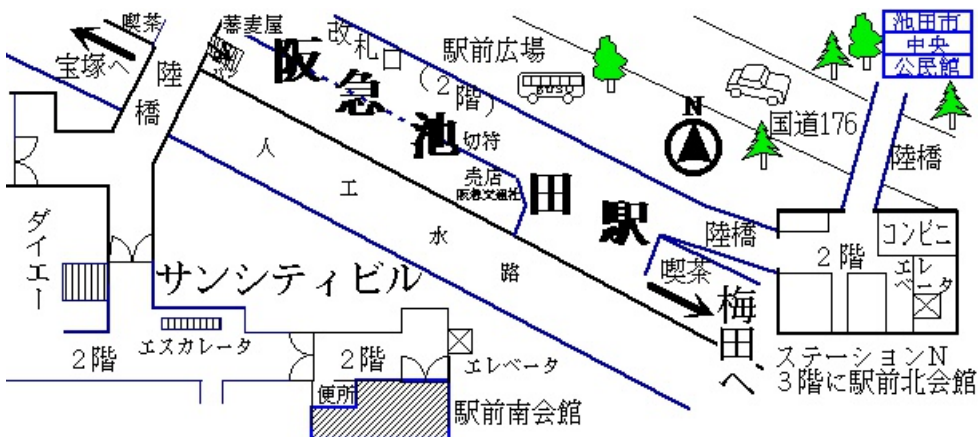 喫茶
宝塚へ
陸橋
蕎麦屋
改札口(2階)
駅前広場
BUSU
阪急池田駅
切符
売店
阪急交通社
N
国道176
池田市
中央
公民館
陸橋
陸橋
喫茶
梅田へ
人工水路
ダイエー
サンシティビル
エスカレータ
2階
2階
便所
エレベータ
駅前南会館
2階
コンビニ
エレベータ
ステーションN
3階に駅前北会館